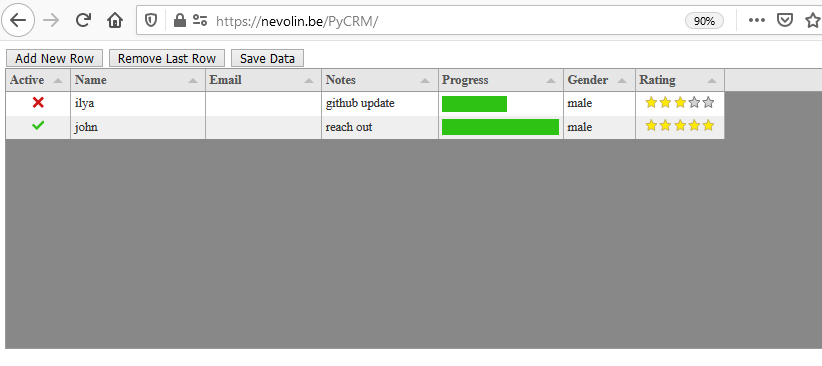 https://nevolin.be/PyCRM/ 90%
Add New Row Remove Last Row Save Data
Active Name Email Notes Progress Gender Rating
ilya github update male
john reach out male